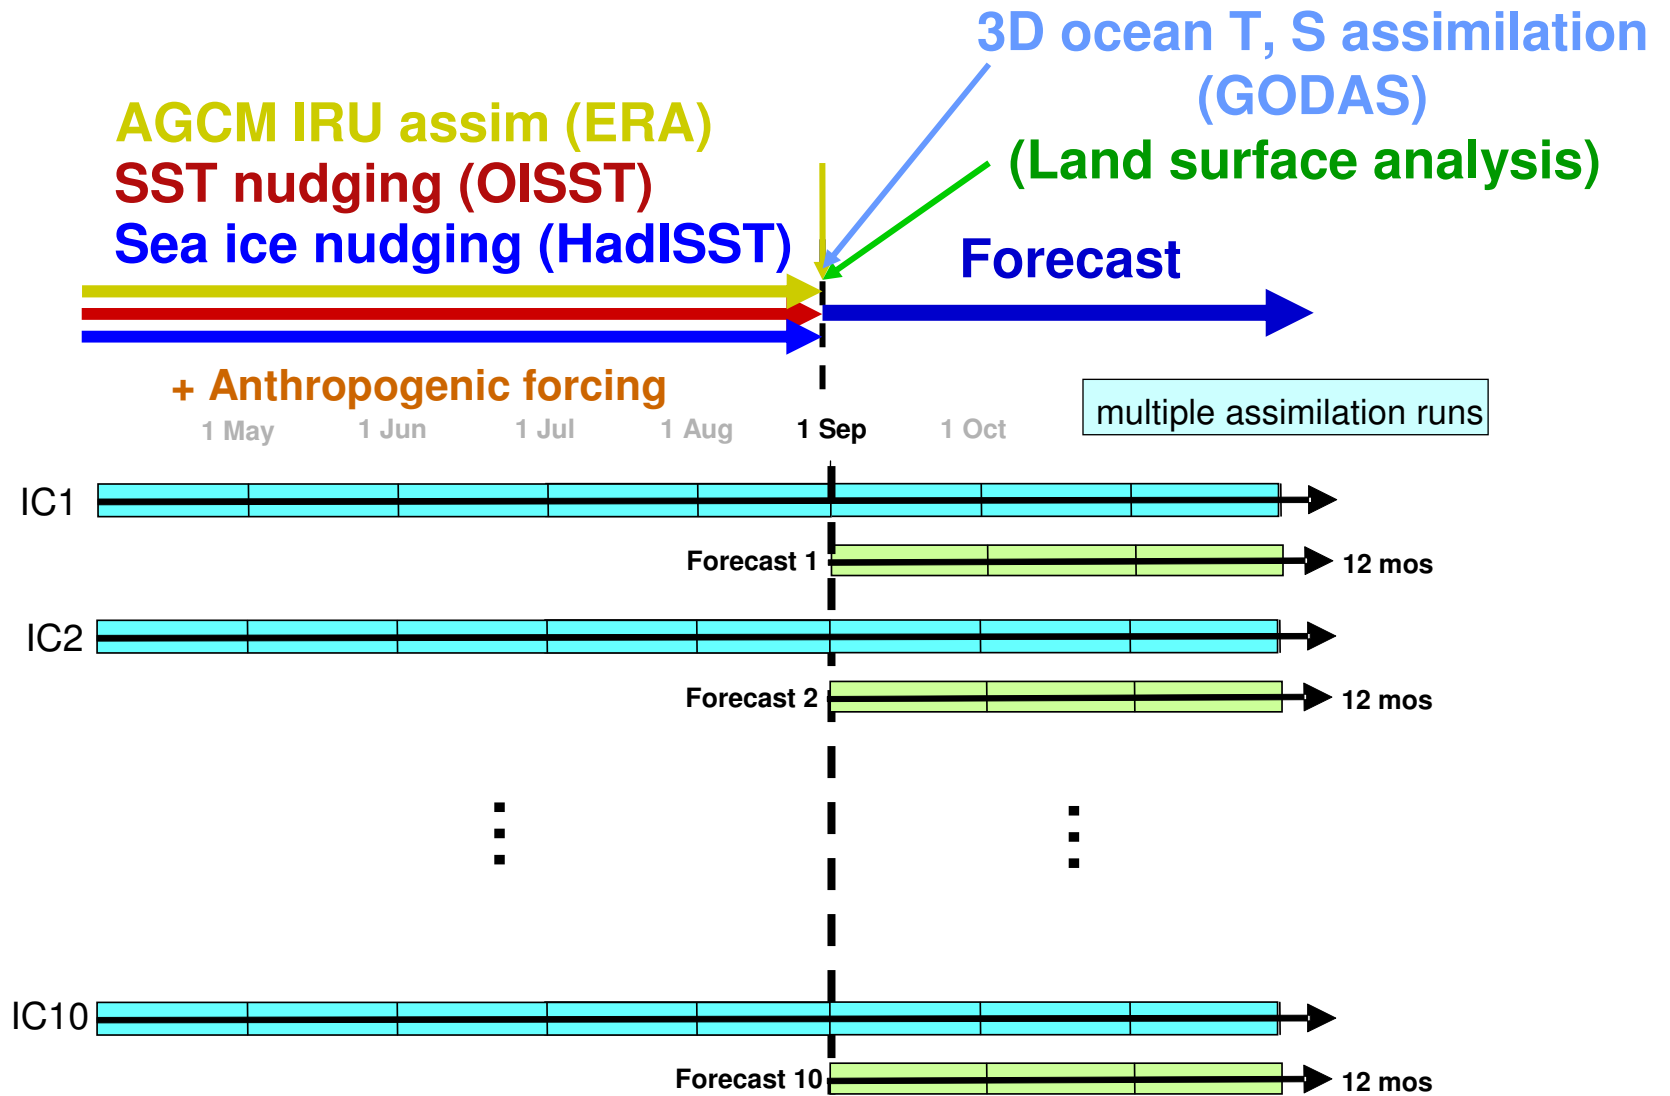 3D ocean T, S assimilation
(GODAS)
AGCM IRU assim (ERA)
(Land surface analysis)
SST nudging (OISST)
Sea ice nudging (HadISST)
Forecast
+ Anthropogenic forcing
multiple assimilation runs
1 May 1 Jun 1 Jul 1 Aug 1 Sep 1 Oct
IC1
Forecast 1 12 mos
IC2
Forecast 2 12 mos
IC10
Forecast 10 12 mos